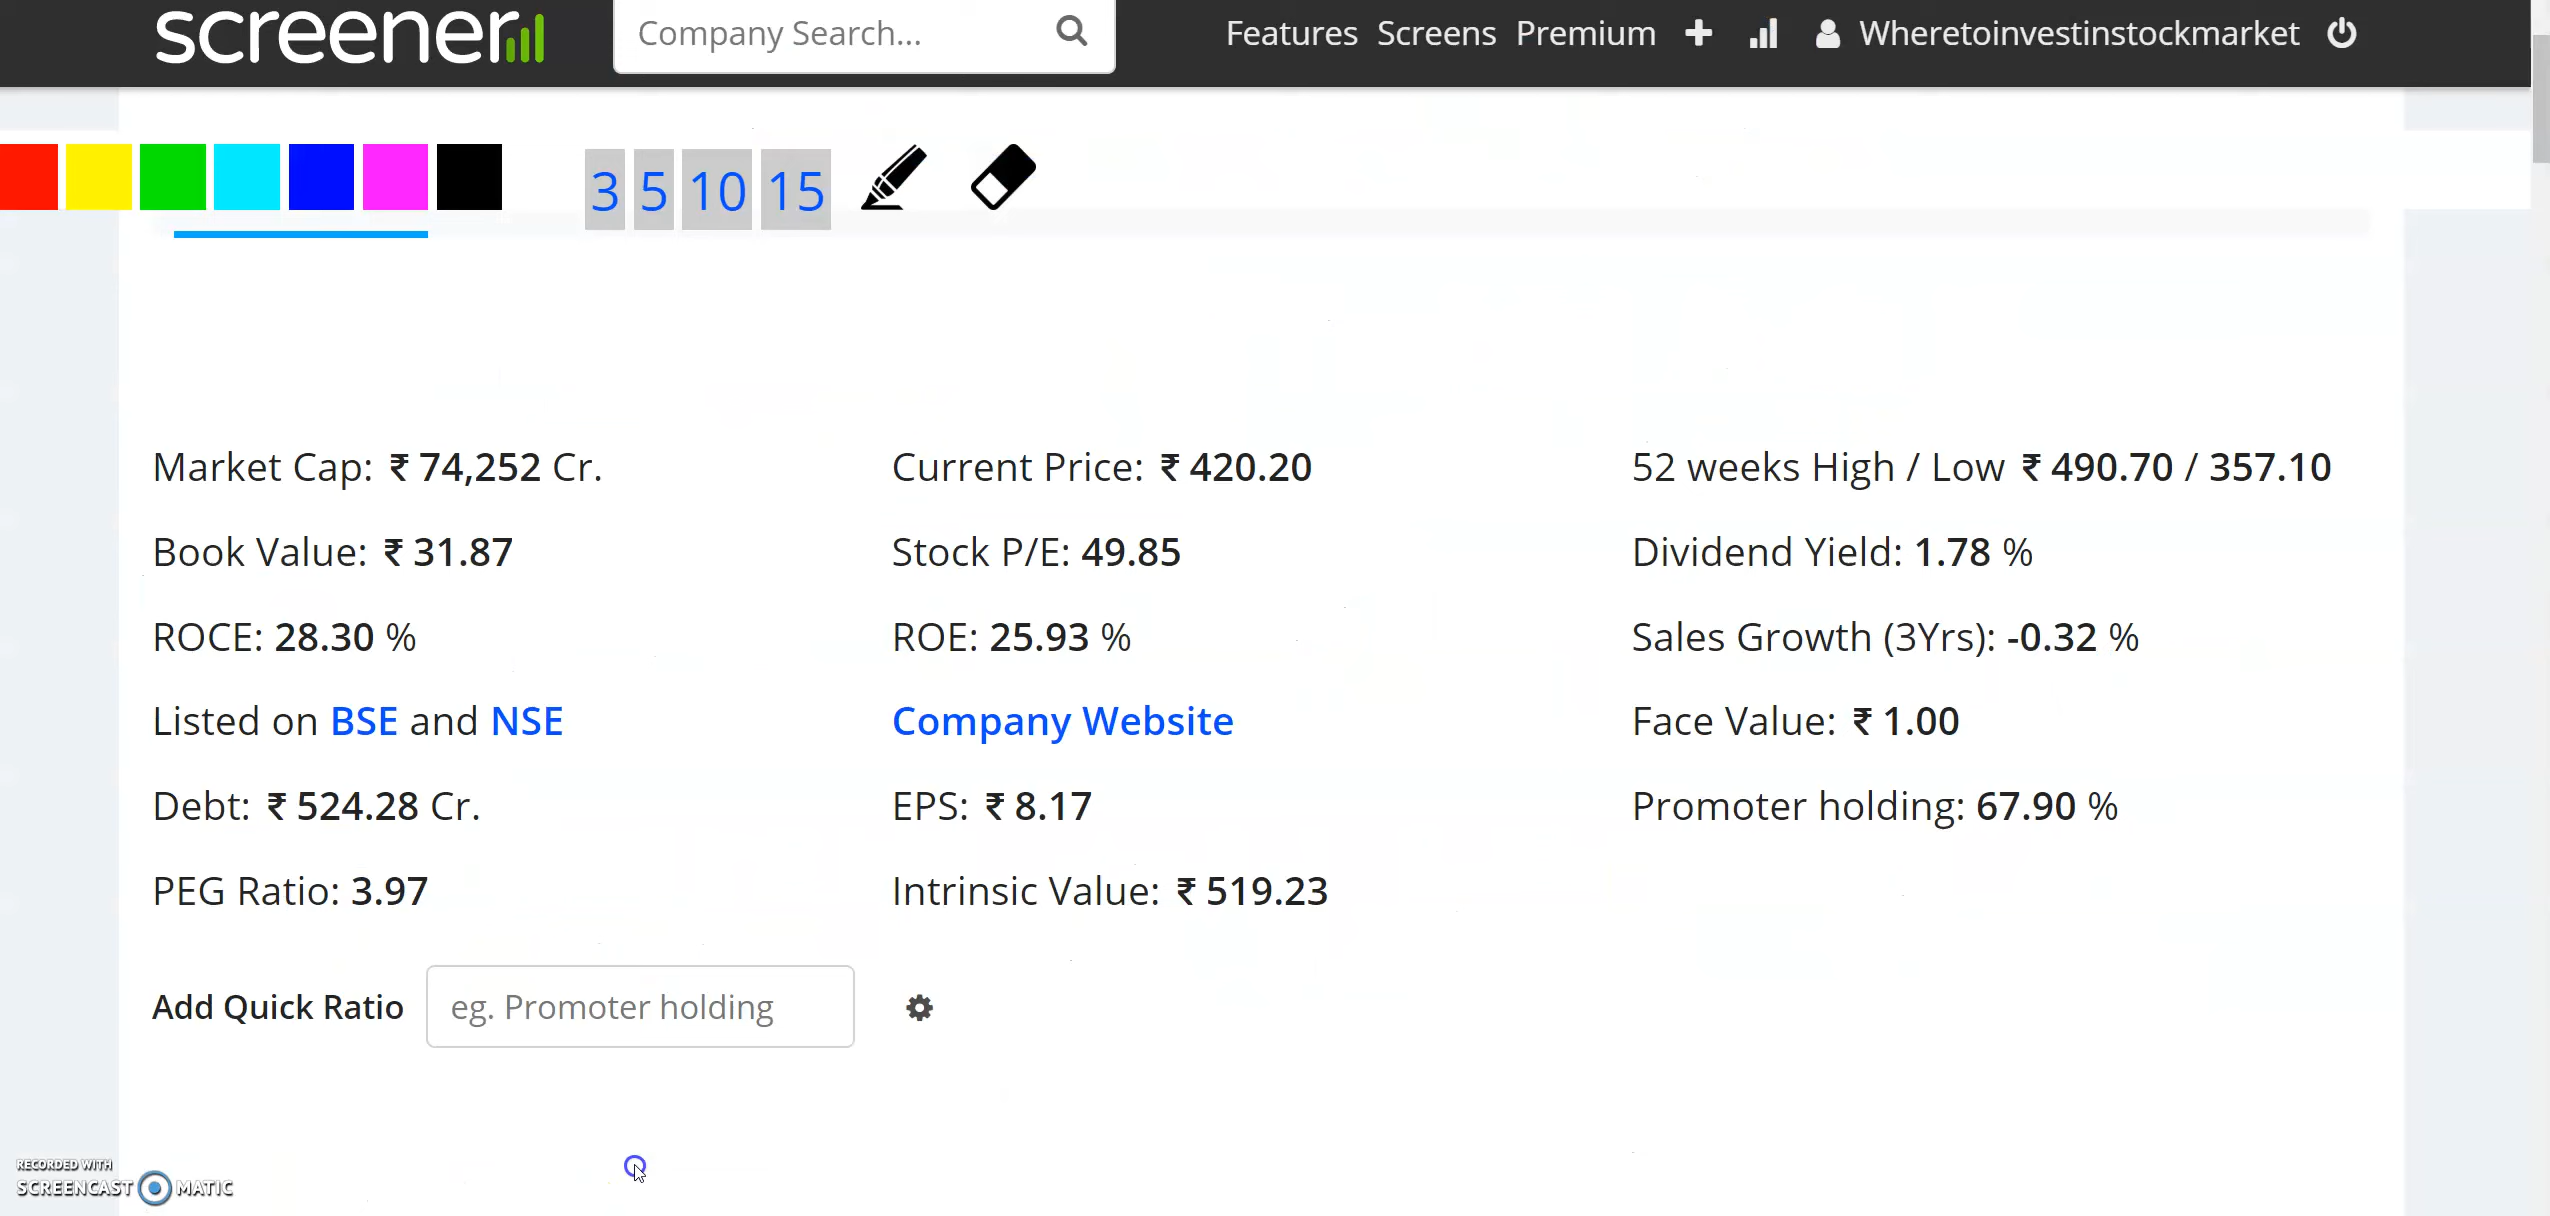 screener
Company Search...
Features Screens Premium
Wheretoinvestinstockmarket
3 5 10 15
Market Cap: ₹ 74,252 Cr.
Current Price: ₹ 420.20
52 weeks High / Low ₹ 490.70 / 357.10
Book Value: ₹ 31.87
Stock P/E: 49.85
Dividend Yield: 1.78 %
ROCE: 28.30 %
ROE: 25.93 %
Sales Growth (3Yrs): -0.32 %
Listed on BSE and NSE
Company Website
Face Value: ₹ 1.00
Debt: ₹ 524.28 Cr.
EPS: ₹ 8.17
Promoter holding: 67.90 %
PEG Ratio: 3.97
Intrinsic Value: ₹ 519.23
Add Quick Ratio
eg. Promoter holding
RECORDED WITH
SCREENCAST MATIC